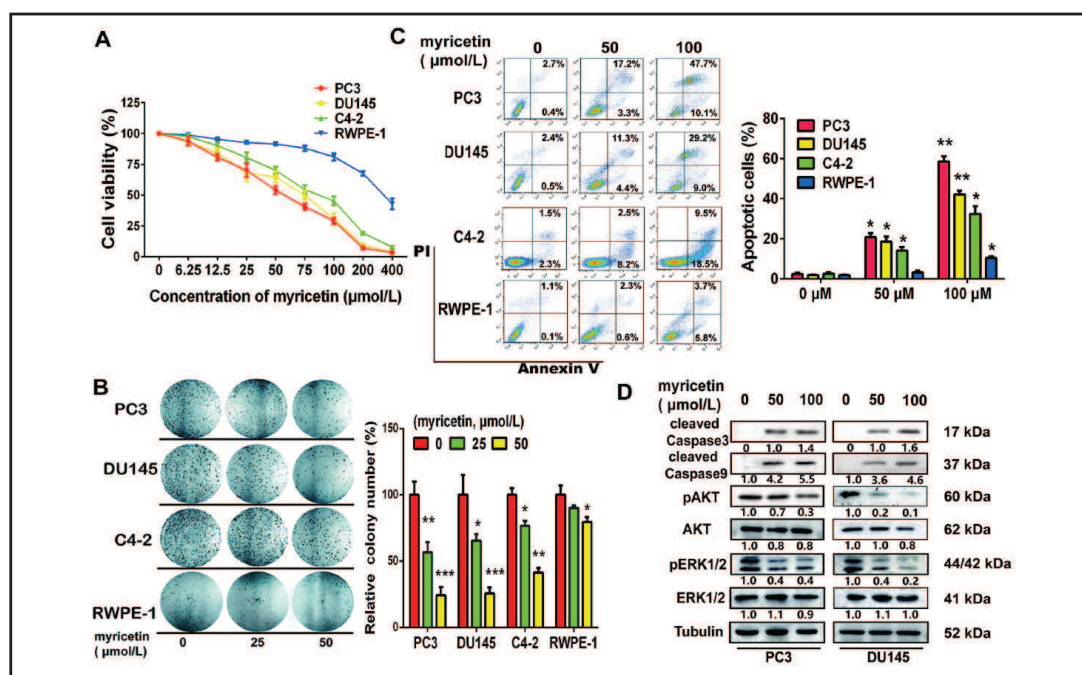 A
PC3
DU145
C4-2
RWPE-1
Cell viability (%)
125
100
75
50
25
0
0 6.25 12.5 25 50 75 100 200 400
Concentration of myricetin (µmol/L)
B
PC3
DU145
C4-2
RWPE-1
myricetin 0 25 50
( µmol/L)
(myricetin, µmol/L)
0 25 50
Relative colony number (%)
150
100
50
0
** *** * *** * ** *
PC3 DU145 C4-2 RWPE-1
C
myricetin 0 50 100
( µmol/L)
PC3
2.7% 17.2% 47.7%
0.4% 3.3% 10.1%
DU145
2.4% 11.3% 29.2%
0.5% 4.4% 9.0%
C4-2
1.5% 2.5% 9.5%
2.3% 8.2% 18.5%
RWPE-1
1.1% 2.3% 3.7%
0.1% 0.6% 5.8%
PI
Annexin V
Apoptotic cells (%)
80
60
40
20
0
PC3
DU145
C4-2
RWPE-1
* * * ** ** * *
0 µM 50 µM 100 µM
D
myricetin 0 50 100 0 50 100
( µmol/L)
cleaved
Caspase3 17 kDa
0 1.0 1.4 0 1.0 1.6
cleaved
Caspase9 37 kDa
1.0 4.2 5.5 1.0 3.6 4.6
pAKT 60 kDa
1.0 0.7 0.3 1.0 0.2 0.1
AKT 62 kDa
1.0 0.8 0.8 1.0 1.0 0.8
pERK1/2 44/42 kDa
1.0 0.4 0.4 1.0 0.4 0.2
ERK1/2 41 kDa
1.0 1.1 0.9 1.0 1.1 1.0
Tubulin 52 kDa
PC3 DU145